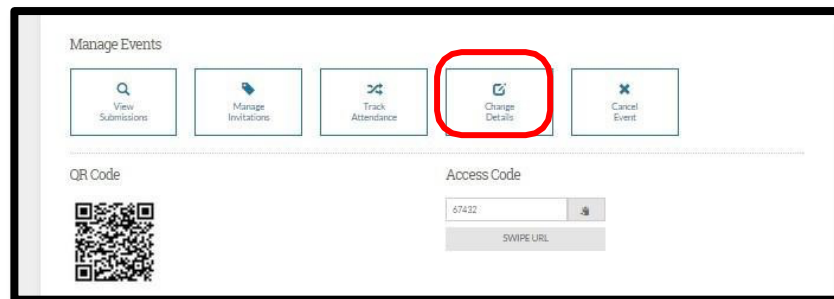 Manage Events
View
Submissions
Manage
Invitations
Track
Attendance
Change
Details
Cancel
Event
QR Code
Access Code
67432
SWIPE URL